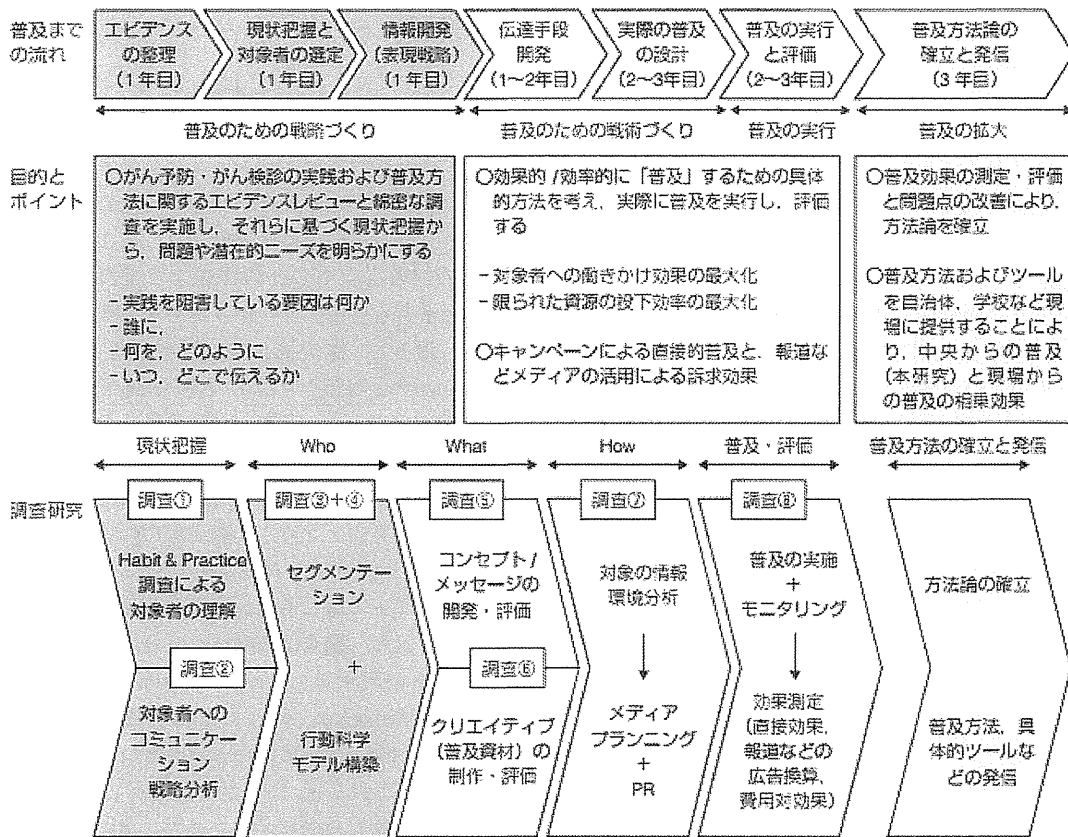 普及まで
の流れ
エビデンス
の整理
(1年目)
現状把握と
対象者の選定
(1年目)
情報開発
(表現戦略)
(1年目)
伝達手段
開発
(1〜2年目)
実際の普及
の設計
(2〜3年目)
普及の実行
と評価
(2〜3年目)
普及方法論の
確立と発信
(3年目)
普及のための戦略づくり
普及のための戦術づくり
普及の実行
普及の拡大
目的と
ポイント
○がん予防・がん検診の実践および普及方
法に関するエビデンスレビューと綿密な調
査を実施し,それらに基づく現状把握か
ら,問題や潜在的ニーズを明らかにする
-実践を阻害している要因は何か
-誰に,
-何を,どのように
-いつ,どこで伝えるか
○効果的/効率的に「普及」するための具体
的方法を考え,実際に普及を実行し,評価
する
-対象者への働きかけ効果の最大化
-限られた資源の投下効率の最大化
○キャンペーンによる直接的普及と,報道な
どメディアの活用による訴求効果
○普及効果の測定・評価
と問題点の改善により,
方法論を確立
○普及方法およびツール
を自治体,学校など現
場に提供することによ
り,中央からの普及
(本研究)と現場から
の普及の相乗効果
現状把握
Who
What
How
普及・評価
普及方法の確立と発信
調査研究
調査①
Habit & Practice
調査による
対象者の理解
調査②
対象者への
コミュニケー
ション
戦略分析
調査③+④
セグメンテー
ション
+
行動科学
モデル構築
調査⑤
コンセプト/
メッセージの
開発・評価
調査⑥
クリエイティブ
(普及資材)の
制作・評価
調査⑦
対象の情報
環境分析
メディア
プランニング
+
PR
調査⑧
普及の実施
+
モニタリング
効果測定
(直接効果,
報道などの
広告換算,
費用対効果)
方法論の確立
普及方法,具
体的ツールな
どの発信